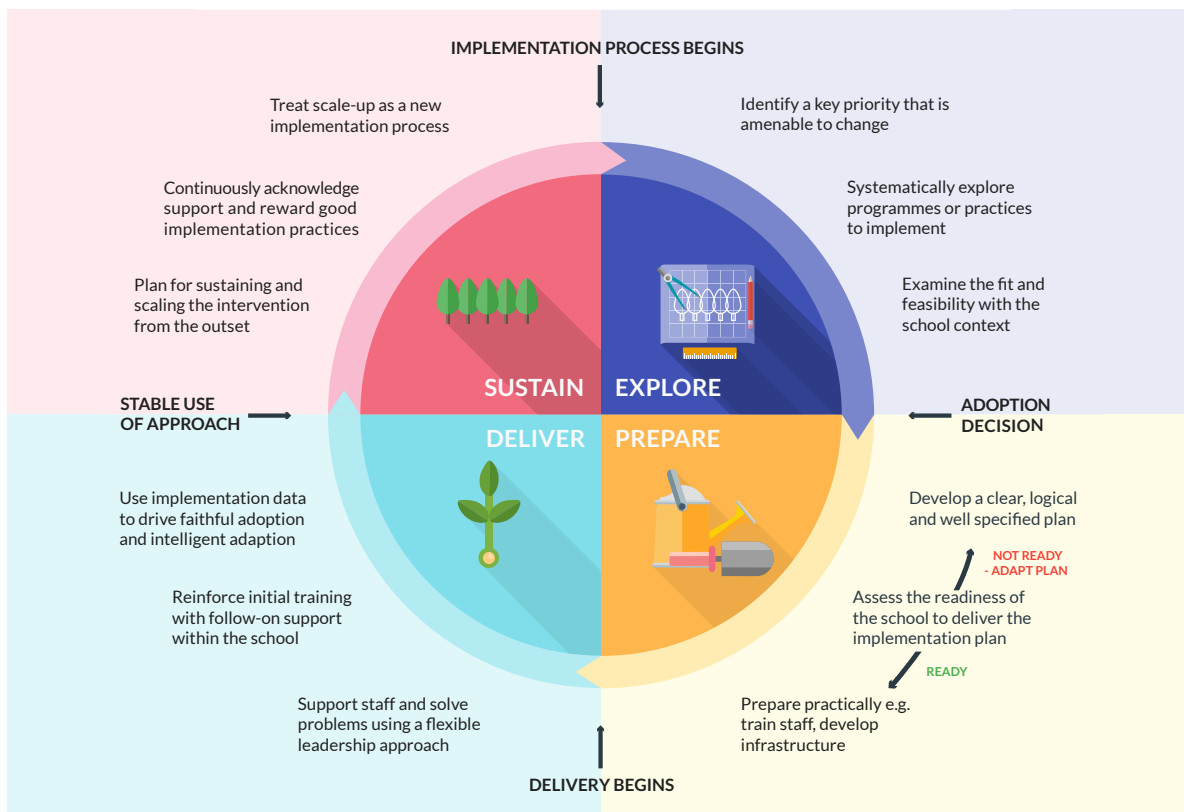 IMPLEMENTATION PROCESS BEGINS
Treat scale-up as a new
implementation process
Identify a key priority that is
amenable to change
Continuously acknowledge
support and reward good
implementation practices
Systematically explore
programmes or practices
to implement
Plan for sustaining and
scaling the intervention
from the outset
Examine the fit and
feasibility with the
school context
SUSTAIN
EXPLORE
STABLE USE
OF APPROACH
ADOPTION
DECISION
DELIVER
PREPARE
Use implementation data
to drive faithful adoption
and intelligent adaption
Develop a clear, logical
and well specified plan
NOT READY
- ADAPT PLAN
Reinforce initial training
with follow-on support
within the school
Assess the readiness of
the school to deliver the
implementation plan
READY
Support staff and solve
problems using a flexible
leadership approach
Prepare practically e.g.
train staff, develop
infrastructure
DELIVERY BEGINS